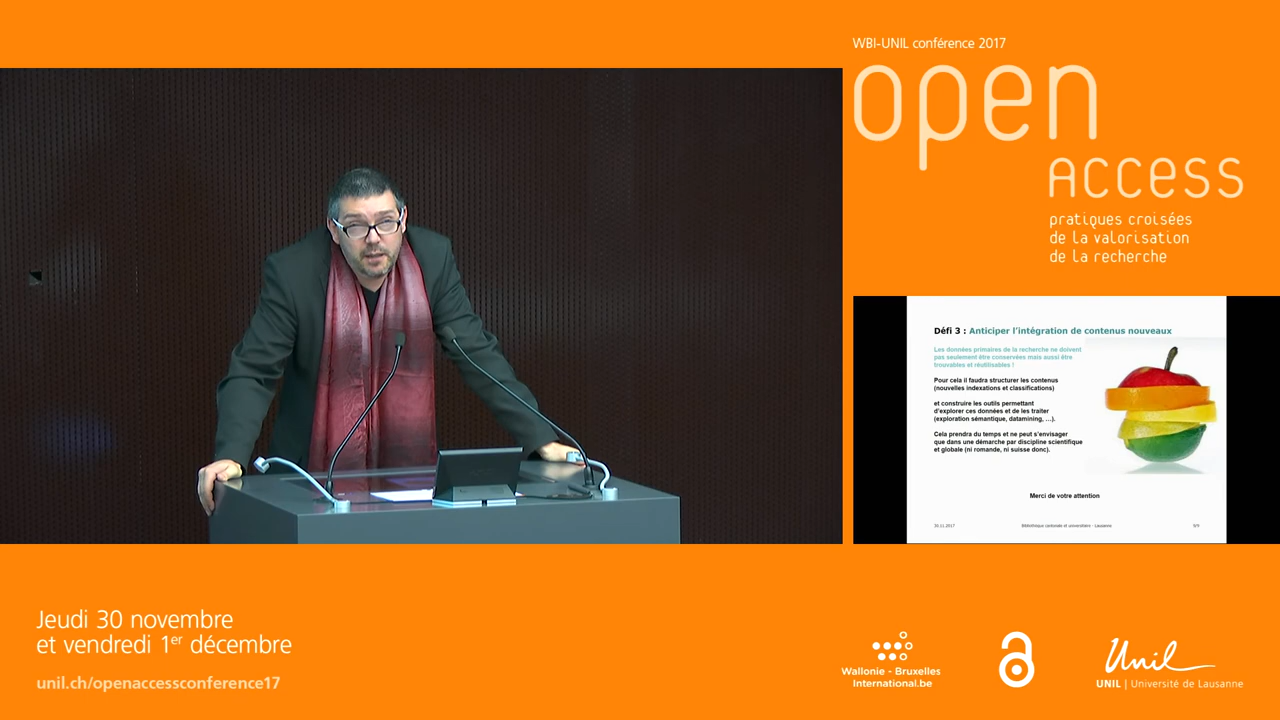 WBI-UNIL conférence 2017
open
access
pratiques croisées
de la valorisation
de la recherche
Défi 3 : Anticiper l'intégration de contenus nouveaux
Les données primaires de la recherche ne doivent
pas seulement être conservées mais aussi être
trouvables et réutilisables !
Pour cela il faudra structurer les contenus
(nouvelles indexations et classifications)
et construire les outils permettant
d'explorer ces données et de les traiter
(exploration sémantique, datamining, ...).
Cela prendra du temps et ne peut s'envisager
que dans une démarche par discipline scientifique
et globale (ni romande, ni suisse donc).
Merci de votre attention
30.11.2017
Bibliothèque cantonale et universitaire - Lausanne
9/9
Jeudi 30 novembre
et vendredi 1er décembre
unil.ch/openaccessconference17
Wallonie - Bruxelles
International.be
Unil
UNIL | Université de Lausanne